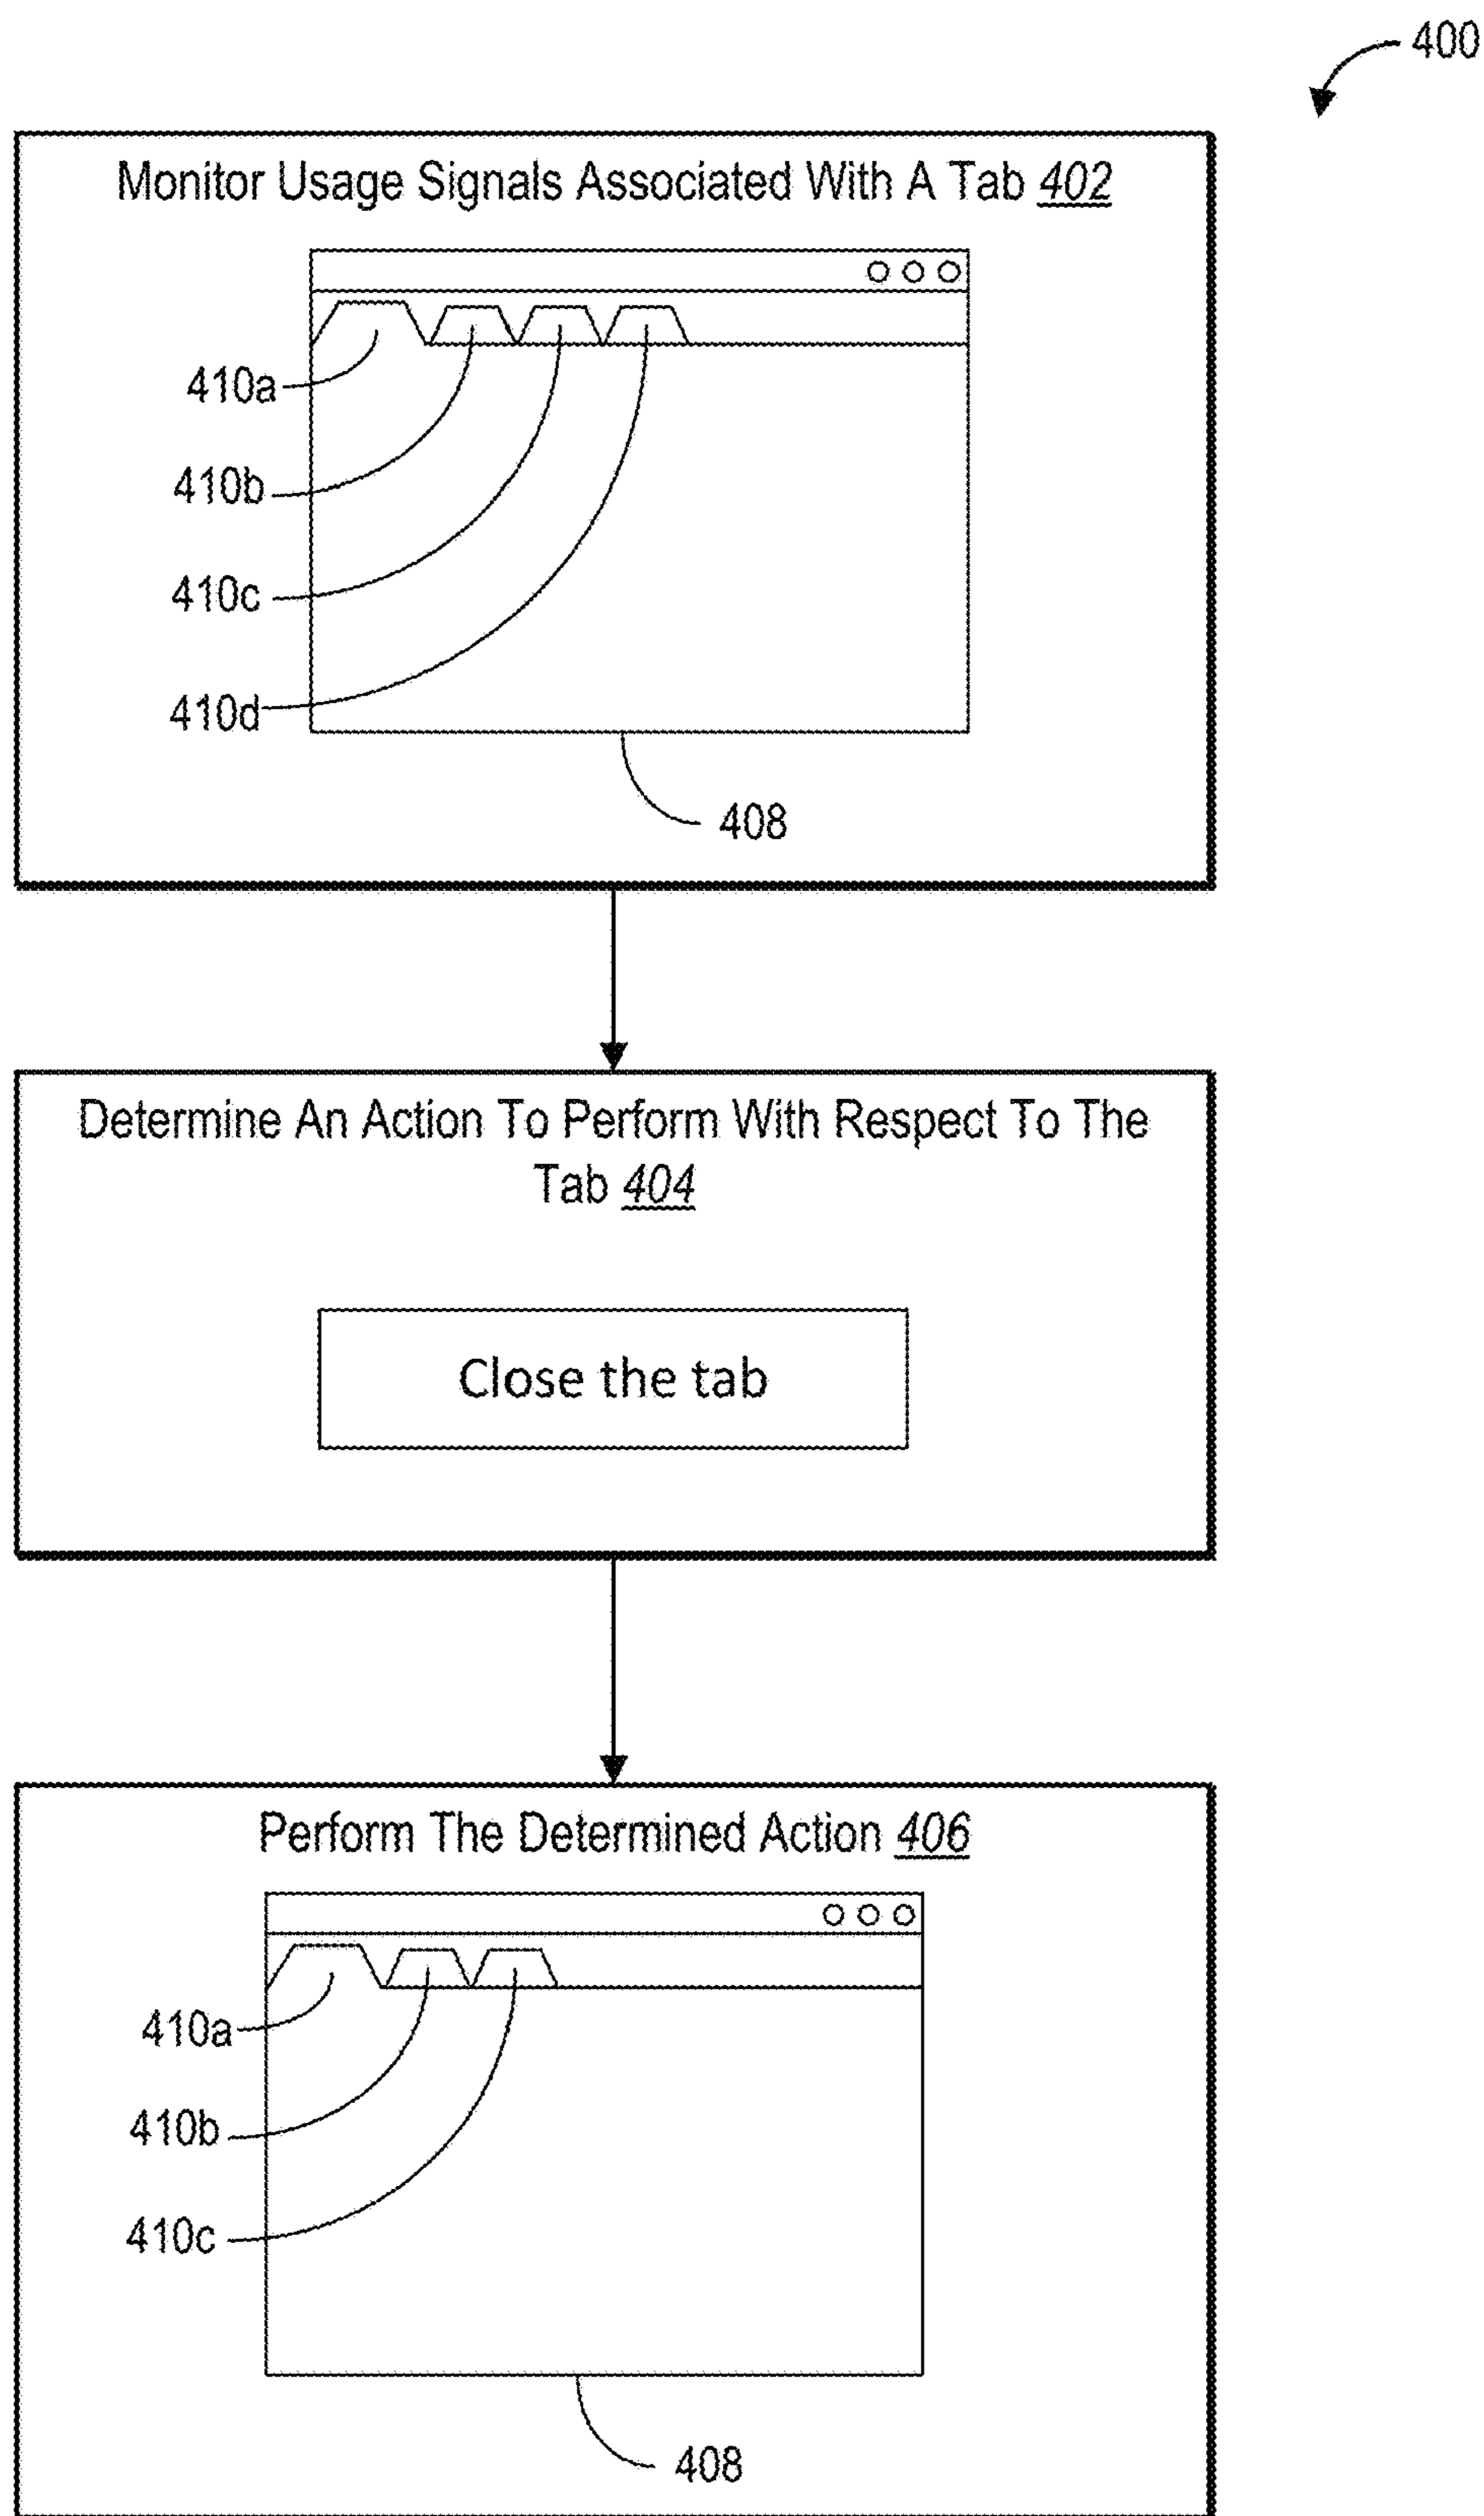 400
Monitor Usage Signals Associated With A Tab 402
410a
410b
410c
410d
408
Determine An Action To Perform With Respect To The
Tab 404
Close the tab
Perform The Determined Action 406
410a
410b
410c
408